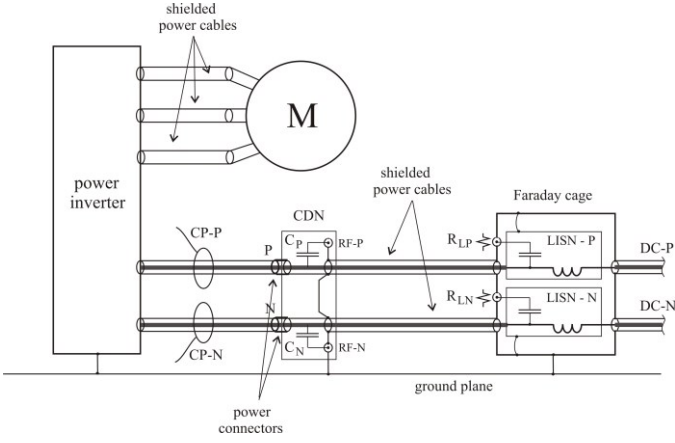 shielded
power cables
M
power
inverter
shielded
power cables
Faraday cage
CP-P
CDN
P
C_P
RF-P
R_LP
LISN - P
DC-P
N
C_N
RF-N
R_LN
LISN - N
DC-N
CP-N
ground plane
power
connectors